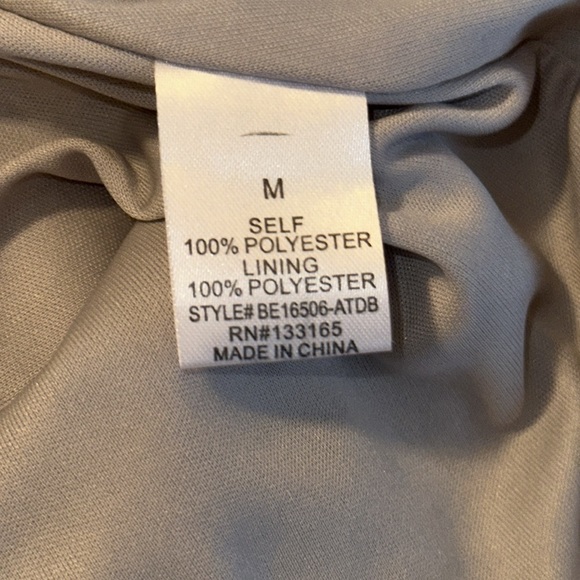 M
SELF
100% POLYESTER
LINING
100% POLYESTER
STYLE# BE16506-ATDB
RN#133165
MADE IN CHINA